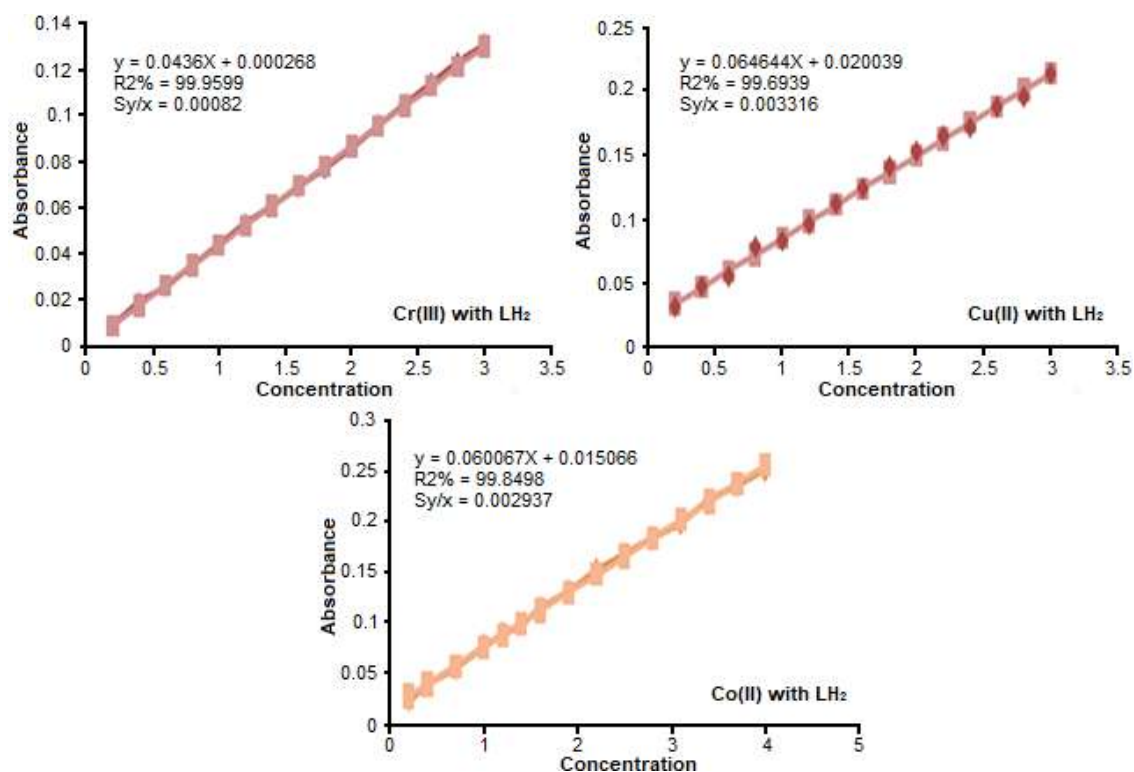 0.14
0.12
0.1
0.08
0.06
0.04
0.02
0
Absorbance
y = 0.0436X + 0.000268
R2% = 99.9599
Sy/x = 0.00082
Cr(III) with LH₂
0 0.5 1 1.5 2 2.5 3 3.5
Concentration
0.25
0.2
0.15
0.1
0.05
0
Absorbance
y = 0.064644X + 0.020039
R2% = 99.6939
Sy/x = 0.003316
Cu(II) with LH₂
0 0.5 1 1.5 2 2.5 3 3.5
Concentration
0.3
0.25
0.2
0.15
0.1
0.05
0
Absorbance
y = 0.060067X + 0.015066
R2% = 99.8498
Sy/x = 0.002937
Co(II) with LH₂
0 1 2 3 4 5
Concentration